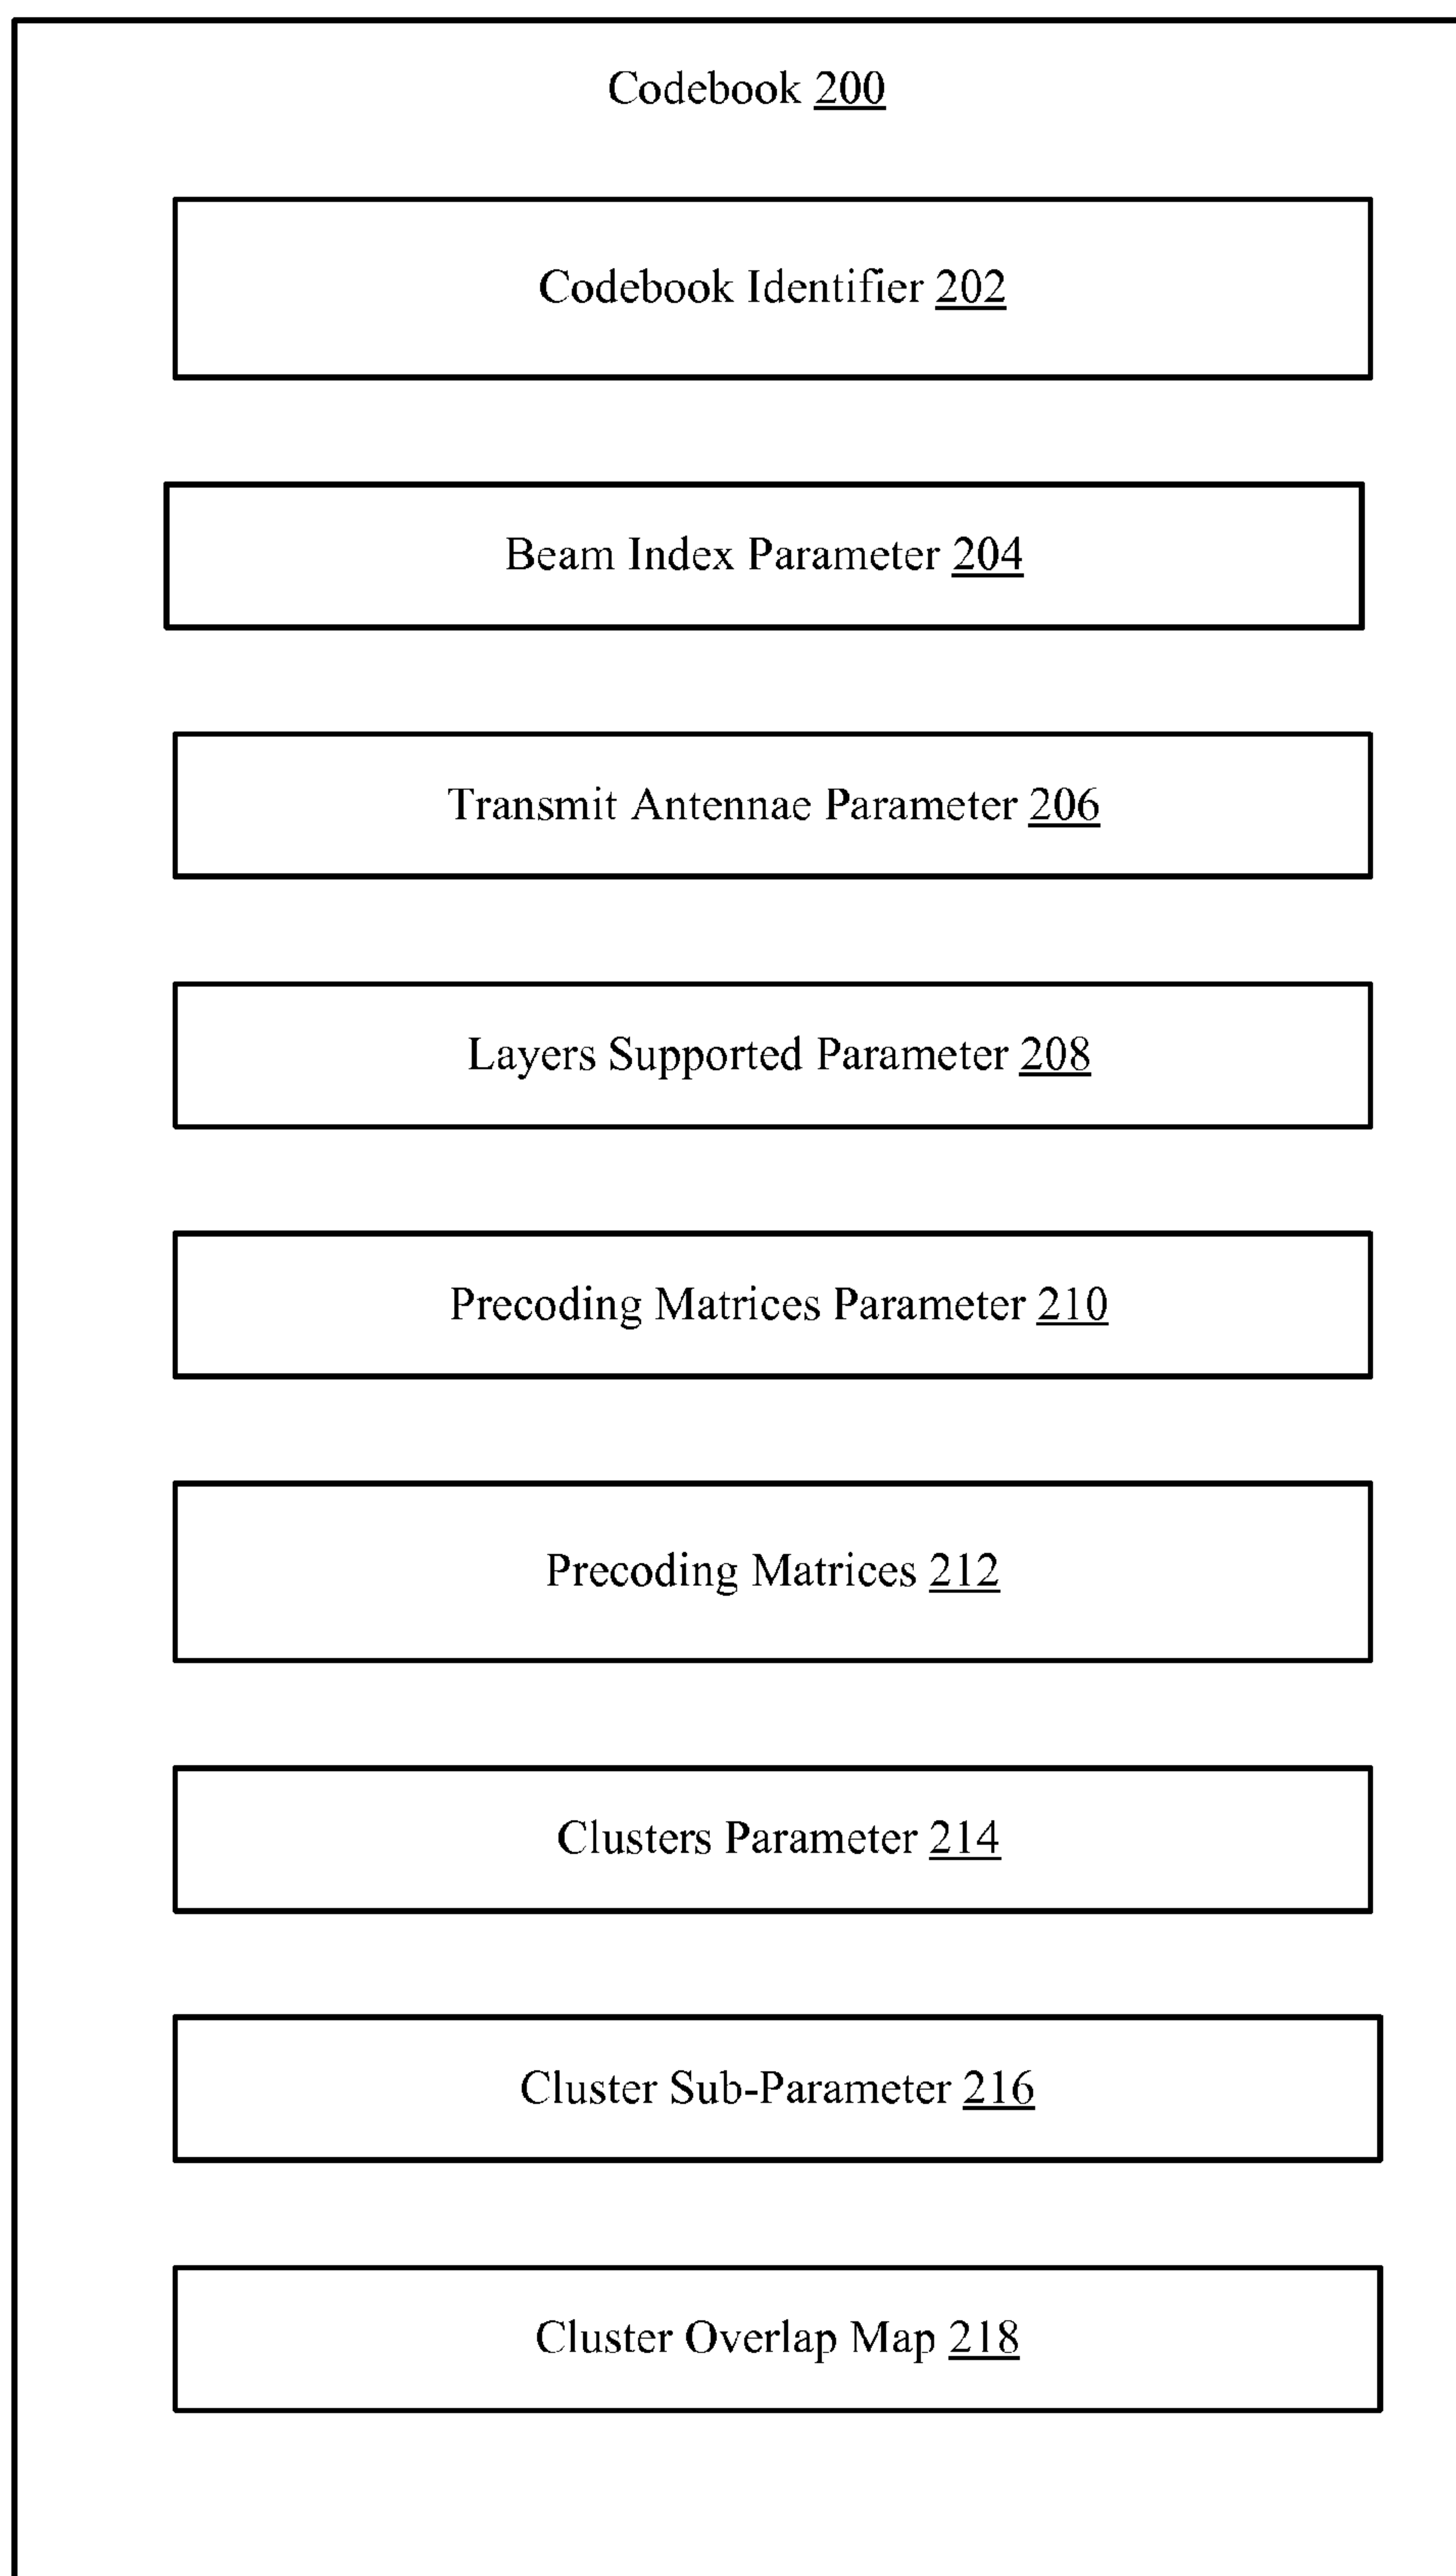 Codebook 200
Codebook Identifier 202
Beam Index Parameter 204
Transmit Antennae Parameter 206
Layers Supported Parameter 208
Precoding Matrices Parameter 210
Precoding Matrices 212
Clusters Parameter 214
Cluster Sub-Parameter 216
Cluster Overlap Map 218